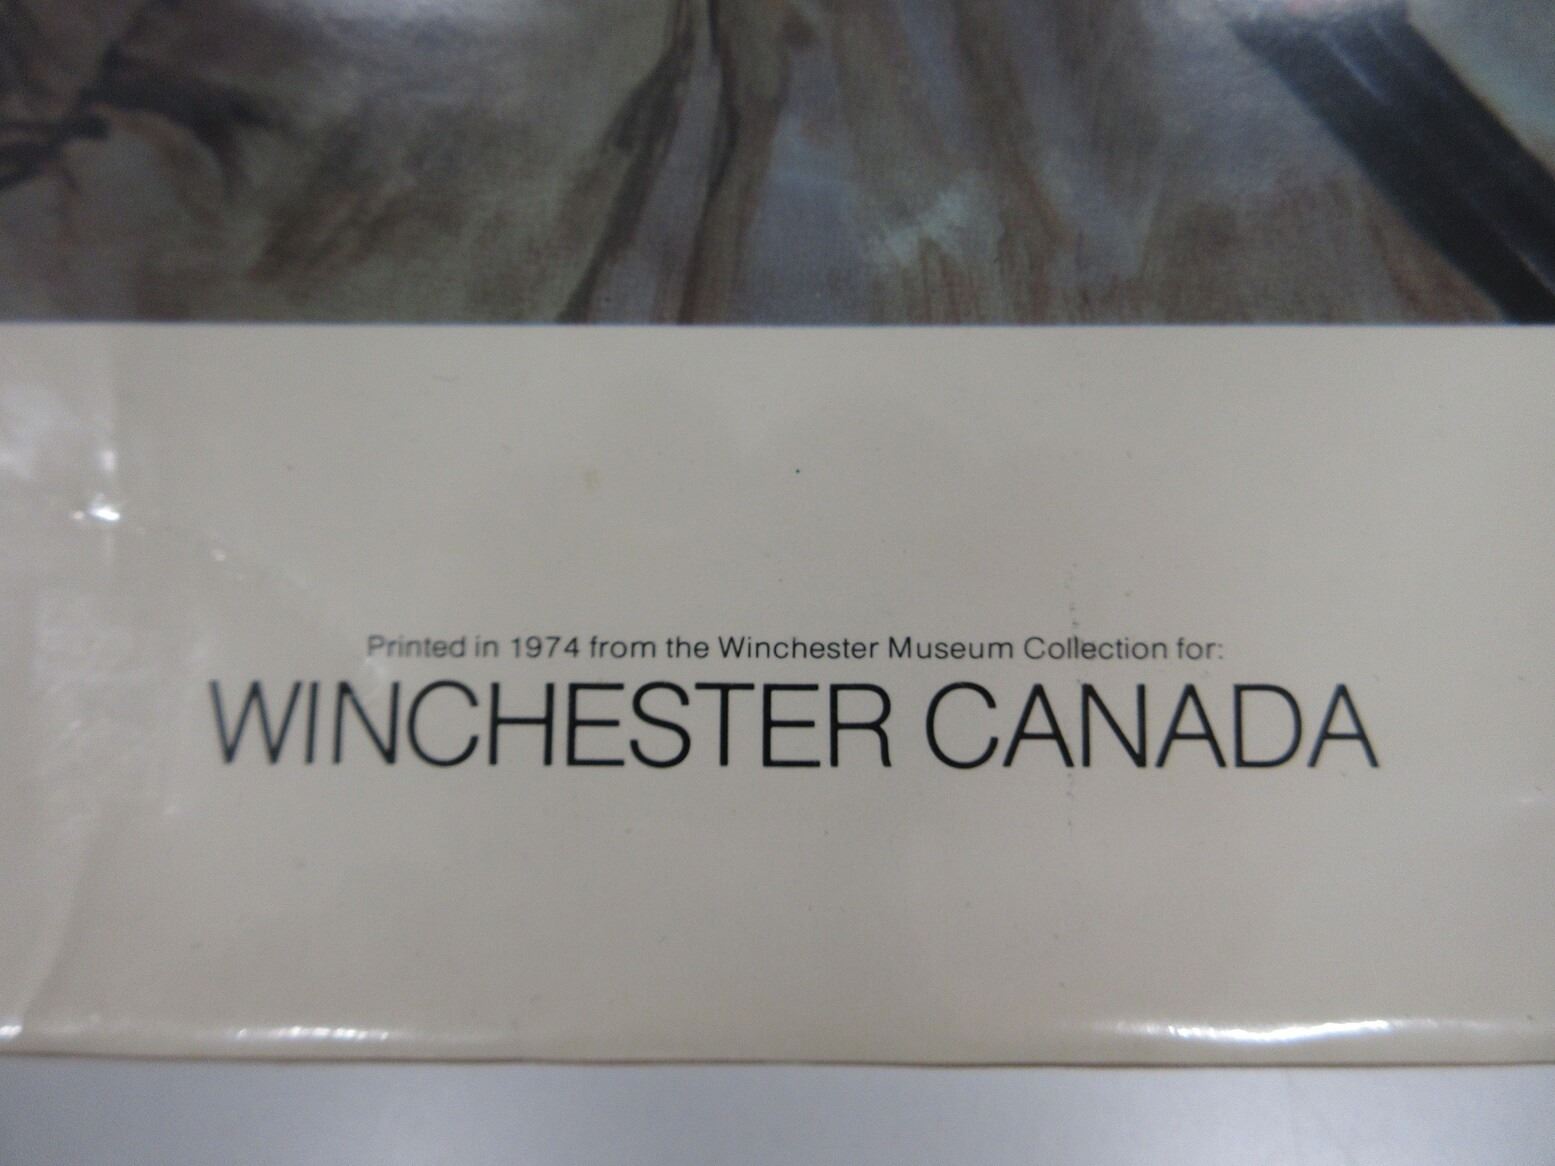 Printed in 1974 from the Winchester Museum Collection for:
WINCHESTER CANADA